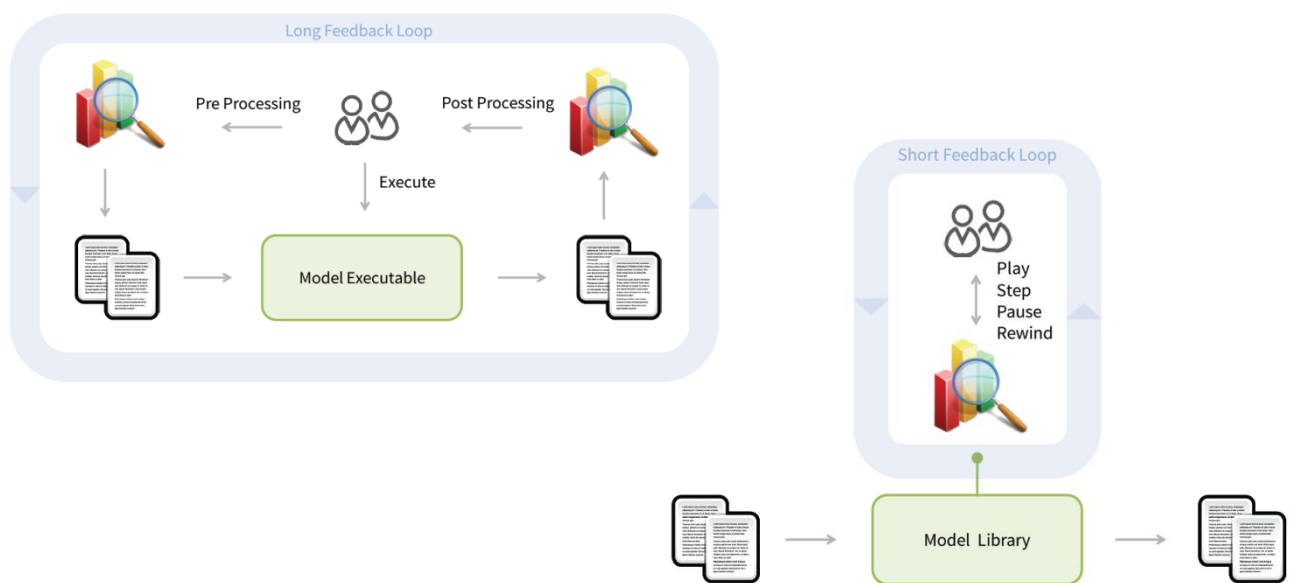 Long Feedback Loop
Pre Processing
Post Processing
Execute
Model Executable
Short Feedback Loop
Play
Step
Pause
Rewind
Model Library